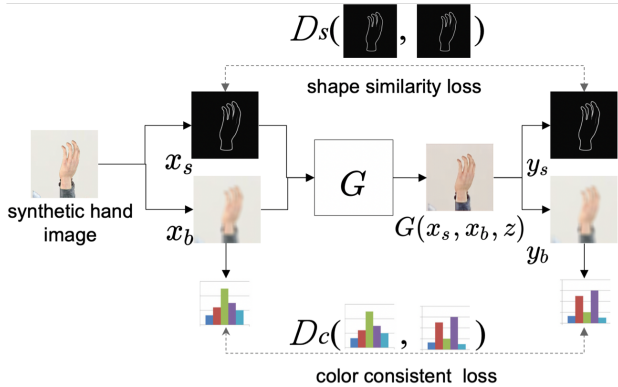 Ds( , )
shape similarity loss
xs
ys
G
synthetic hand
image
G(xs, xb, z)
xb
yb
Dc( , )
color consistent loss